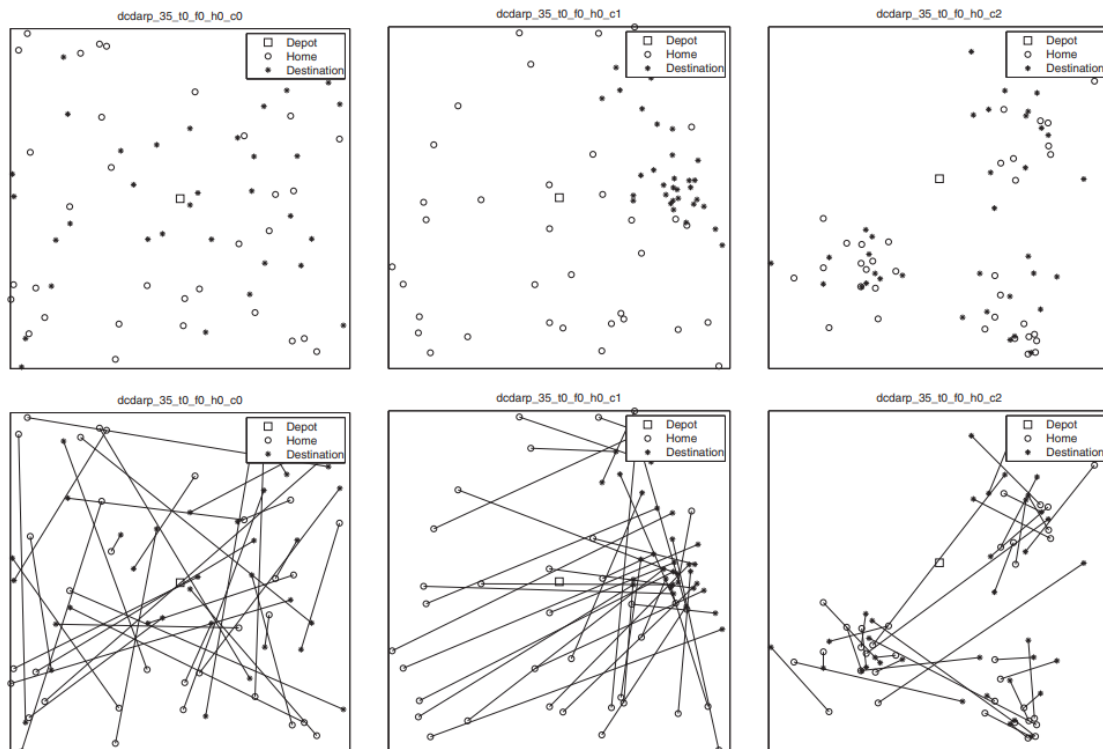 dcdarp_35_t0_f0_h0_c0
Depot
Home
Destination
dcdarp_35_t0_f0_h0_c1
Depot
Home
Destination
dcdarp_35_t0_f0_h0_c2
Depot
Home
Destination
dcdarp_35_t0_f0_h0_c0
Depot
Home
Destination
dcdarp_35_t0_f0_h0_c1
Depot
Home
Destination
dcdarp_35_t0_f0_h0_c2
Depot
Home
Destination